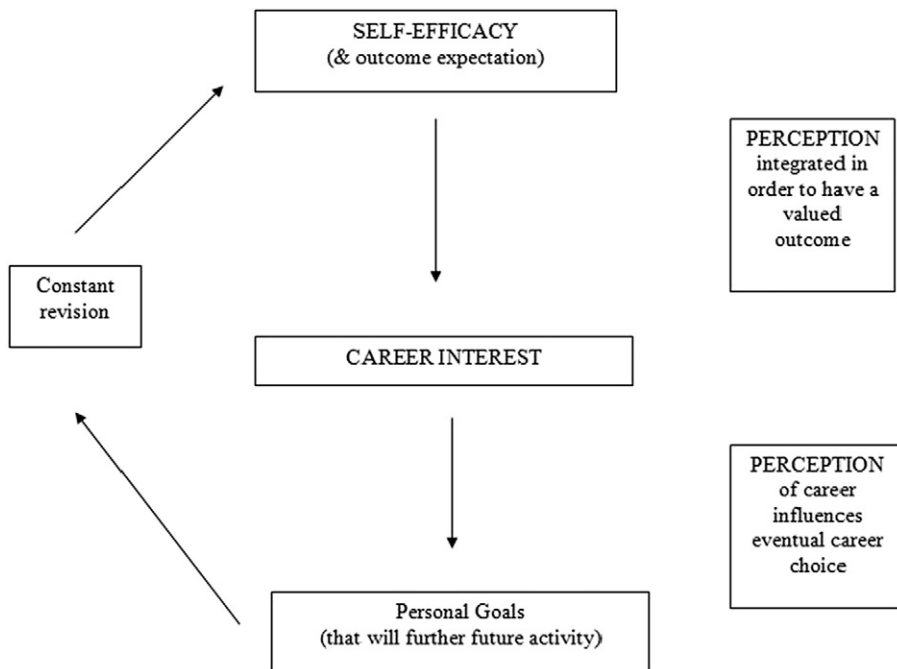 SELF-EFFICACY
(& outcome expectation)
PERCEPTION
integrated in
order to have a
valued
outcome
Constant
revision
CAREER INTEREST
PERCEPTION
of career
influences
eventual career
choice
Personal Goals
(that will further future activity)